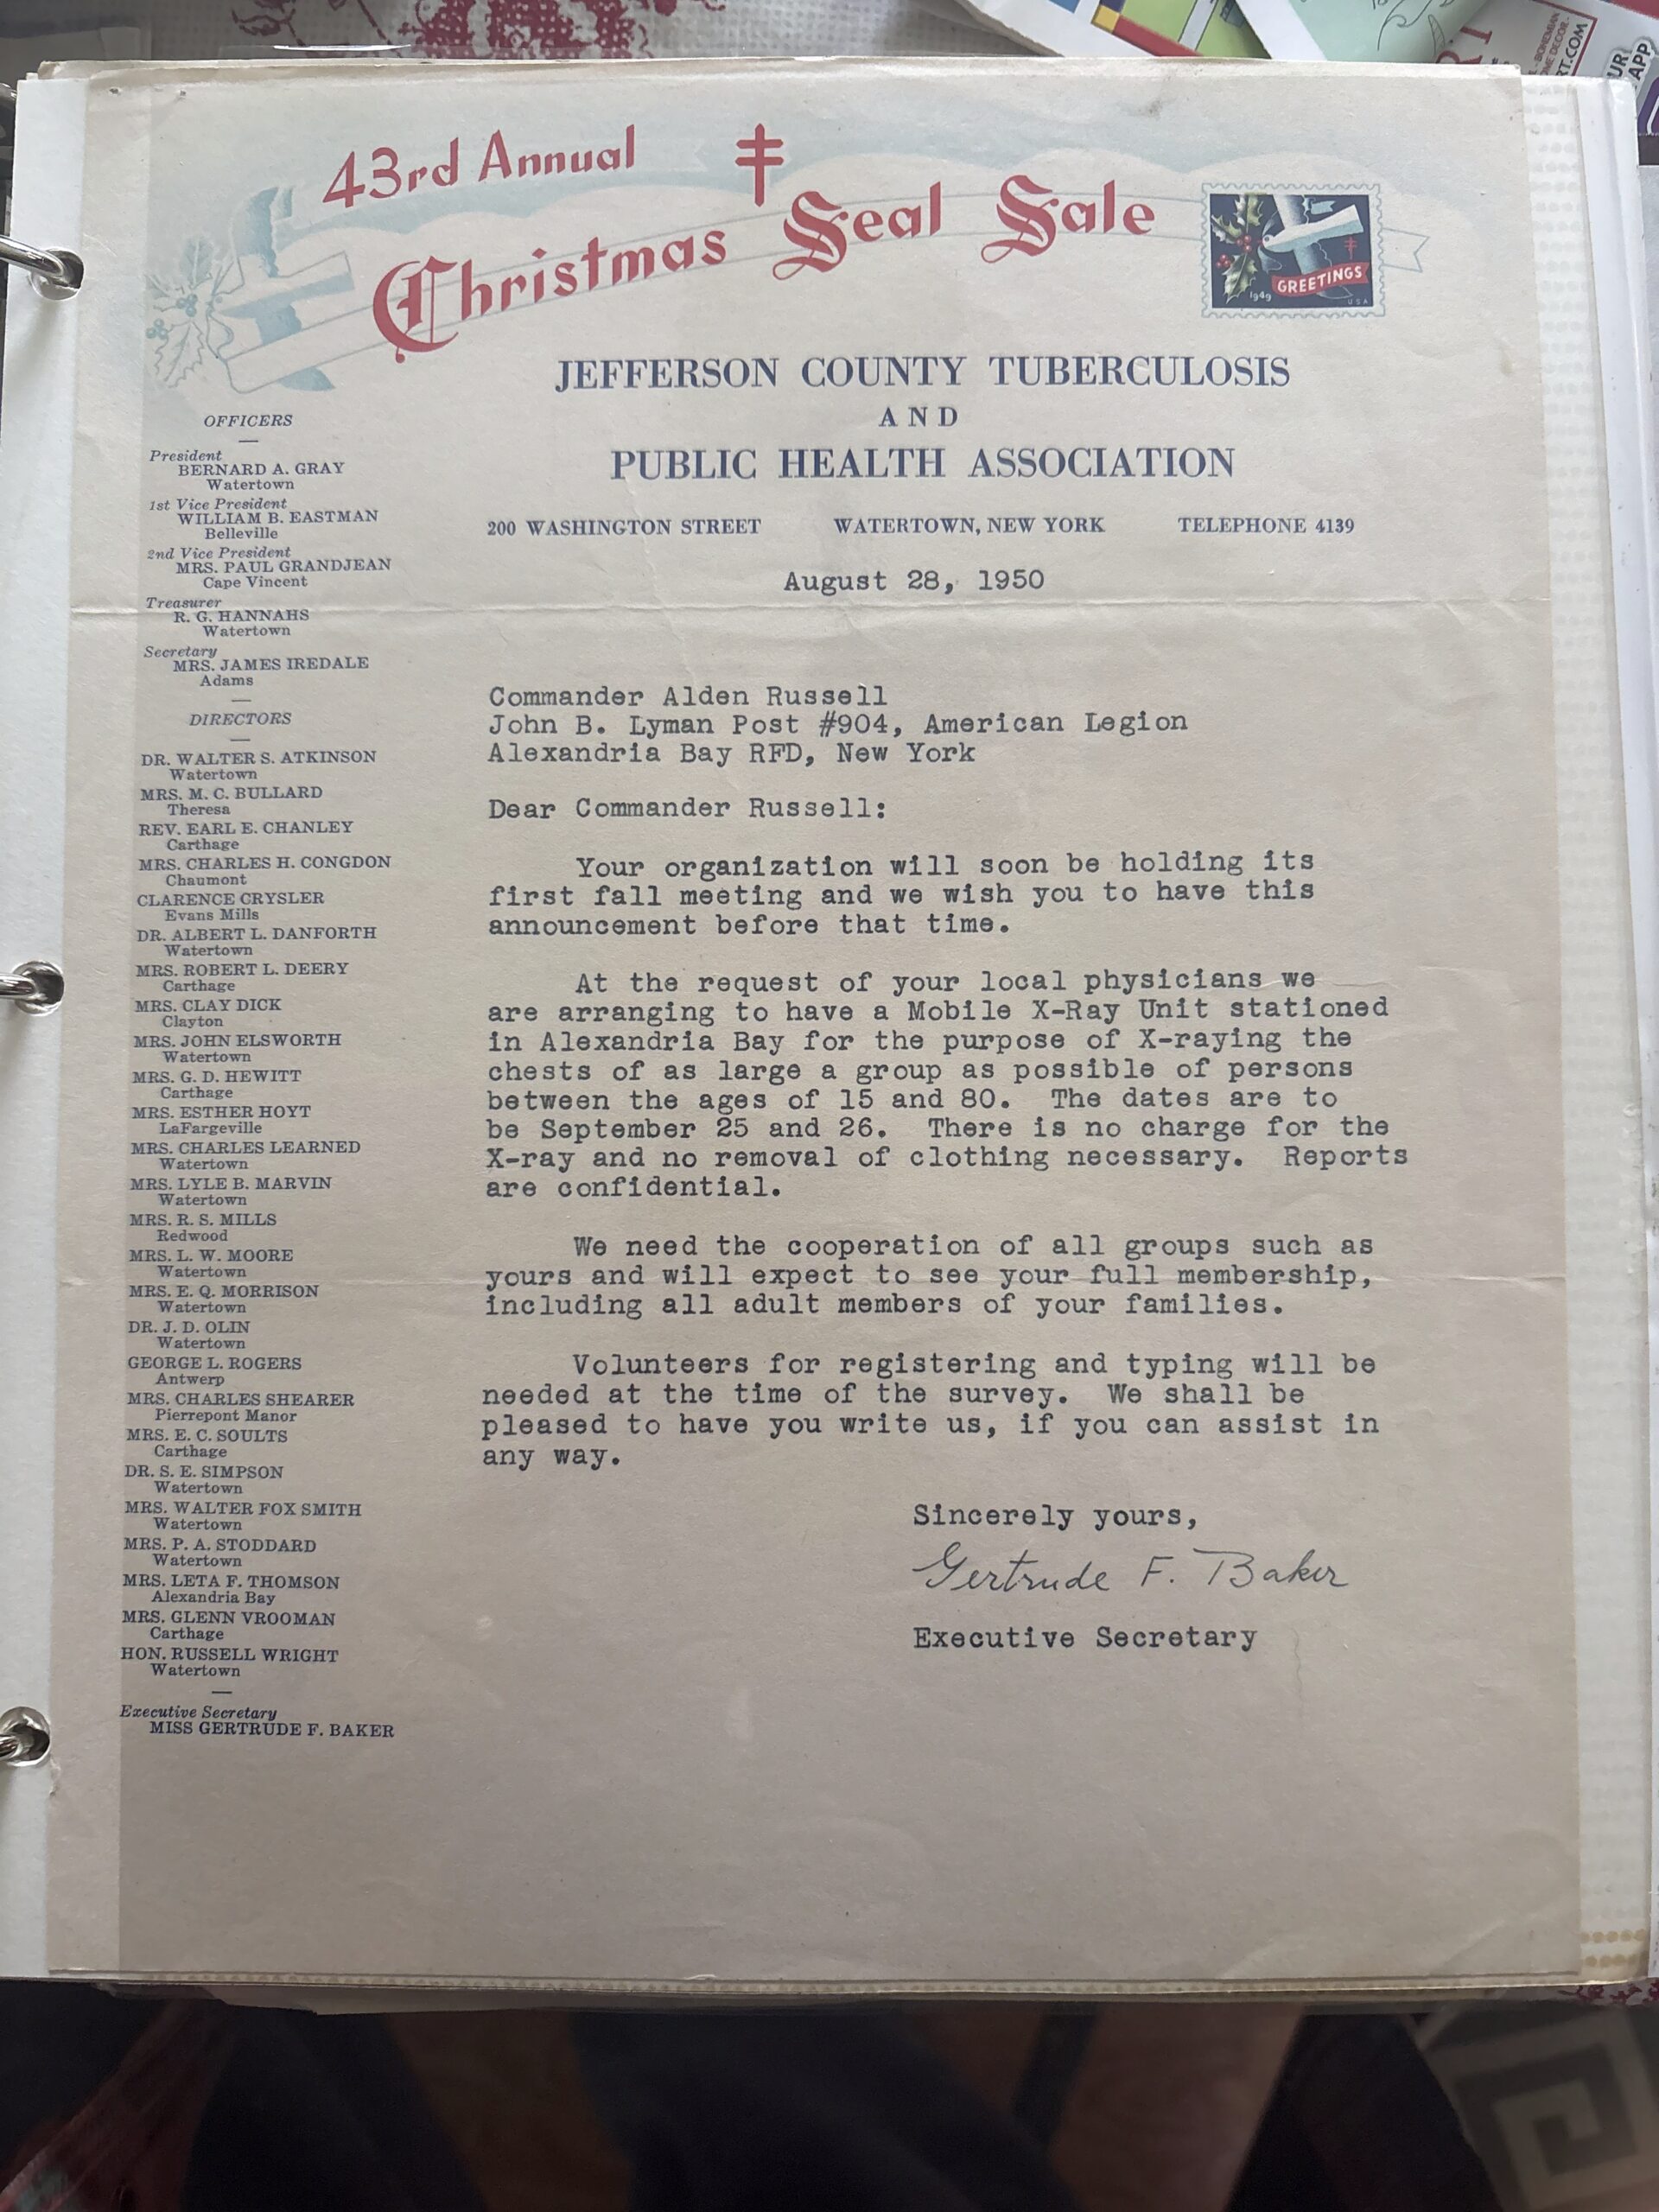 43rd Annual
Christmas Seal Sale
1949
GREETINGS
USA
JEFFERSON COUNTY TUBERCULOSIS
AND
PUBLIC HEALTH ASSOCIATION
200 WASHINGTON STREET WATERTOWN, NEW YORK TELEPHONE 4139
OFFICERS
President
BERNARD A. GRAY
Watertown
1st Vice President
WILLIAM B. EASTMAN
Belleville
2nd Vice President
MRS. PAUL GRANDJEAN
Cape Vincent
Treasurer
R. G. HANNAHS
Watertown
Secretary
MRS. JAMES IREDALE
Adams
DIRECTORS
DR. WALTER S. ATKINSON
Watertown
MRS. M. C. BULLARD
Theresa
REV. EARL E. CHANLEY
Carthage
MRS. CHARLES H. CONGDON
Chaumont
CLARENCE CRYSLER
Evans Mills
DR. ALBERT L. DANFORTH
Watertown
MRS. ROBERT L. DEERY
Carthage
MRS. CLAY DICK
Clayton
MRS. JOHN ELSWORTH
Watertown
MRS. G. D. HEWITT
Carthage
MRS. ESTHER HOYT
LaFargeville
MRS. CHARLES LEARNED
Watertown
MRS. LYLE B. MARVIN
Watertown
MRS. R. S. MILLS
Redwood
MRS. L. W. MOORE
Watertown
MRS. E. Q. MORRISON
Watertown
DR. J. D. OLIN
Watertown
GEORGE L. ROGERS
Antwerp
MRS. CHARLES SHEARER
Pierrepont Manor
MRS. E. C. SOULTS
Carthage
DR. S. E. SIMPSON
Watertown
MRS. WALTER FOX SMITH
Watertown
MRS. P. A. STODDARD
Watertown
MRS. LETA F. THOMSON
Alexandria Bay
MRS. GLENN VROOMAN
Carthage
HON. RUSSELL WRIGHT
Watertown
Executive Secretary
MISS GERTRUDE F. BAKER
August 28, 1950
Commander Alden Russell
John B. Lyman Post #904, American Legion
Alexandria Bay RFD, New York
Dear Commander Russell:
Your organization will soon be holding its
first fall meeting and we wish you to have this
announcement before that time.
At the request of your local physicians we
are arranging to have a Mobile X-Ray Unit stationed
in Alexandria Bay for the purpose of X-raying the
chests of as large a group as possible of persons
between the ages of 15 and 80. The dates are to
be September 25 and 26. There is no charge for the
X-ray and no removal of clothing necessary. Reports
are confidential.
We need the cooperation of all groups such as
yours and will expect to see your full membership,
including all adult members of your families.
Volunteers for registering and typing will be
needed at the time of the survey. We shall be
pleased to have you write us, if you can assist in
any way.
Sincerely yours,
Gertrude F. Baker
Executive Secretary